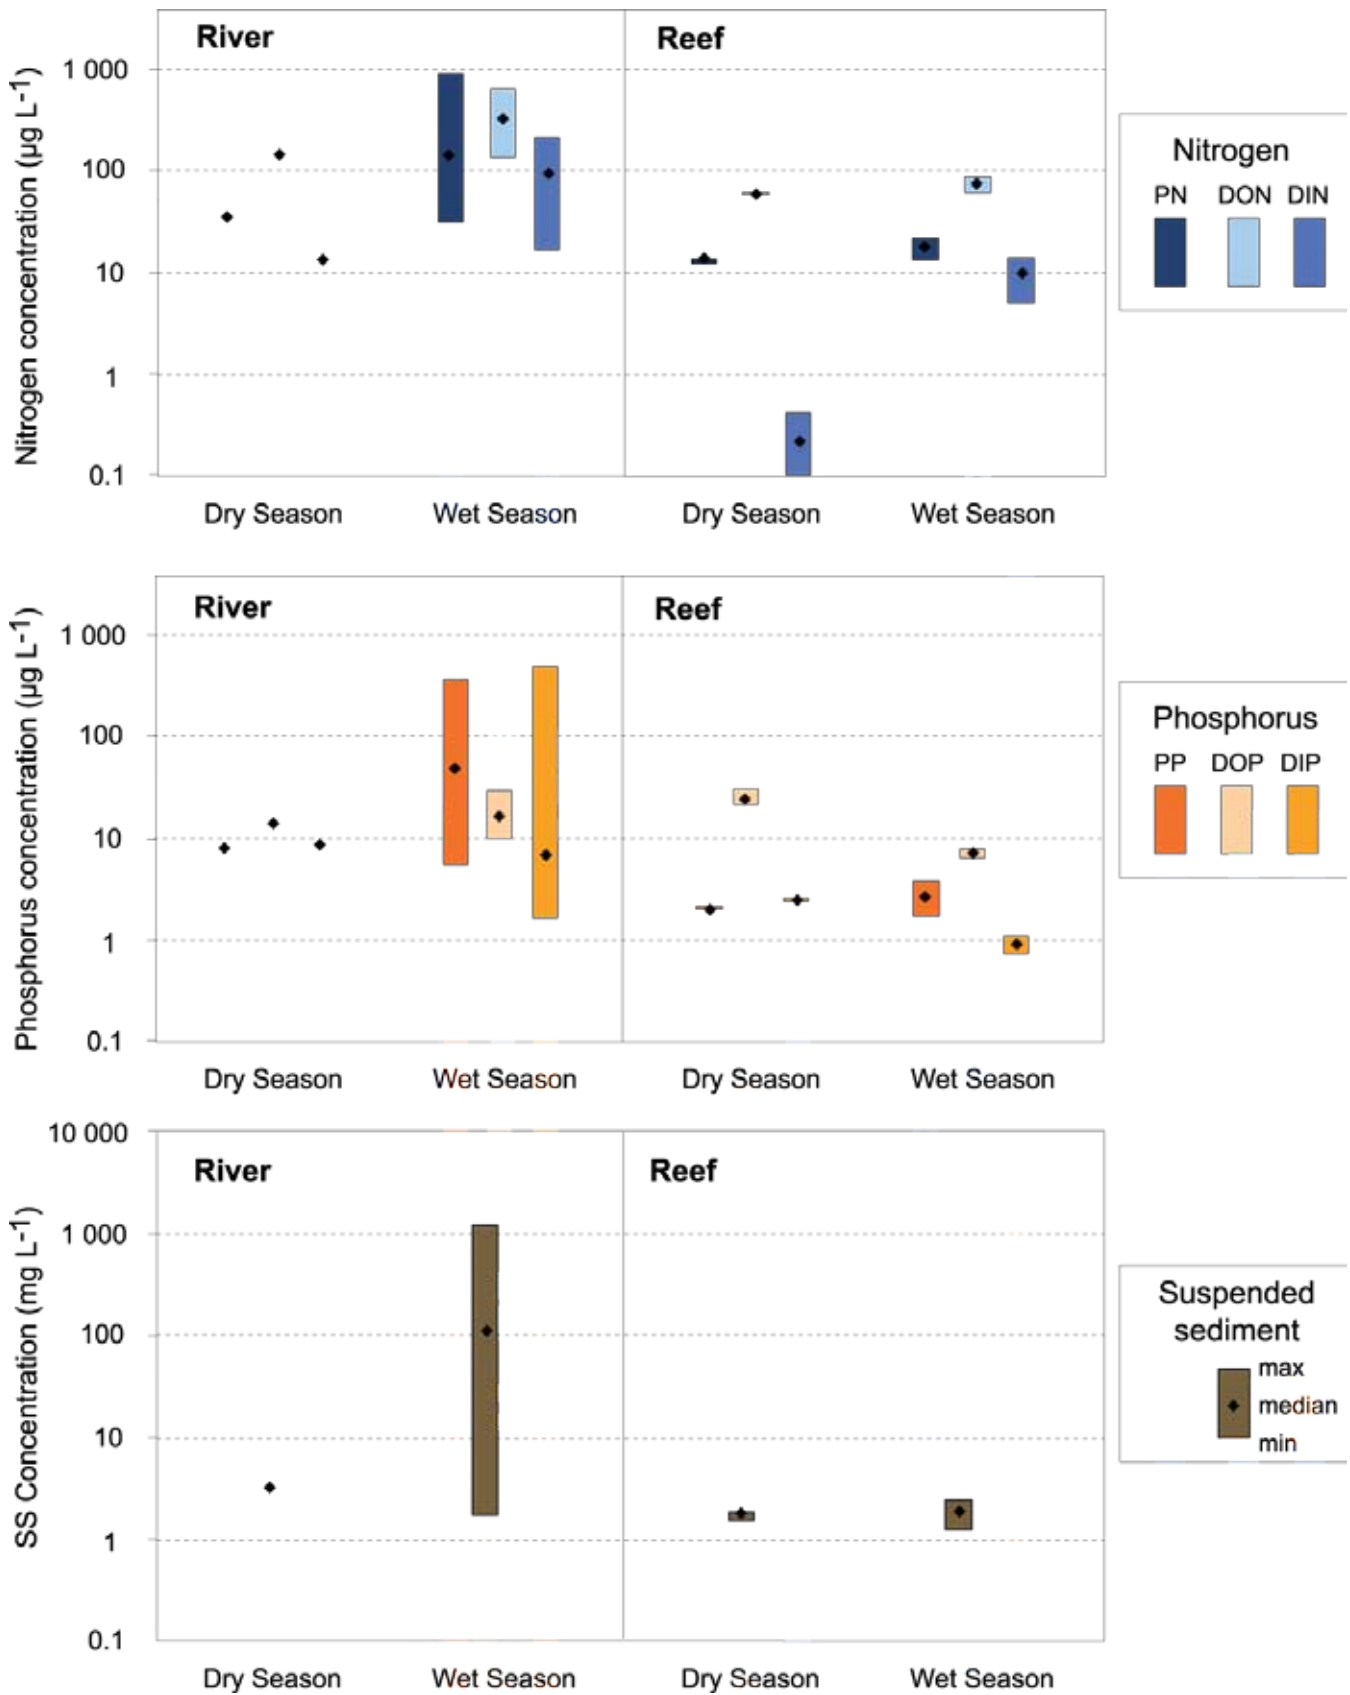 River
Reef
Nitrogen concentration (µg L-1)
1 000
100
10
1
0.1
Dry Season
Wet Season
Dry Season
Wet Season
Nitrogen
PN DON DIN
River
Reef
Phosphorus concentration (µg L-1)
1 000
100
10
1
0.1
Dry Season
Wet Season
Dry Season
Wet Season
Phosphorus
PP DOP DIP
River
Reef
SS Concentration (mg L-1)
10 000
1 000
100
10
1
0.1
Dry Season
Wet Season
Dry Season
Wet Season
Suspended
sediment
max
median
min